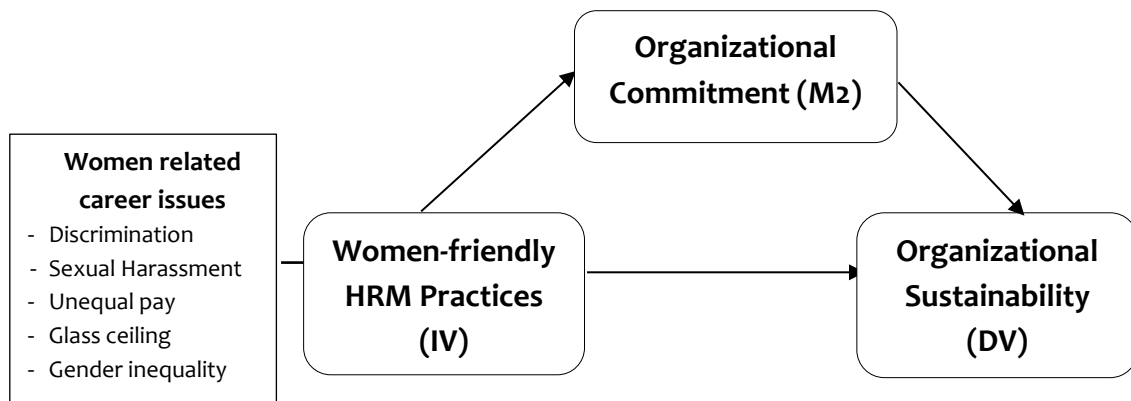 Organizational
Commitment (M2)
Women related
career issues
- Discrimination
- Sexual Harassment
- Unequal pay
- Glass ceiling
- Gender inequality
Women-friendly
HRM Practices
(IV)
Organizational
Sustainability
(DV)